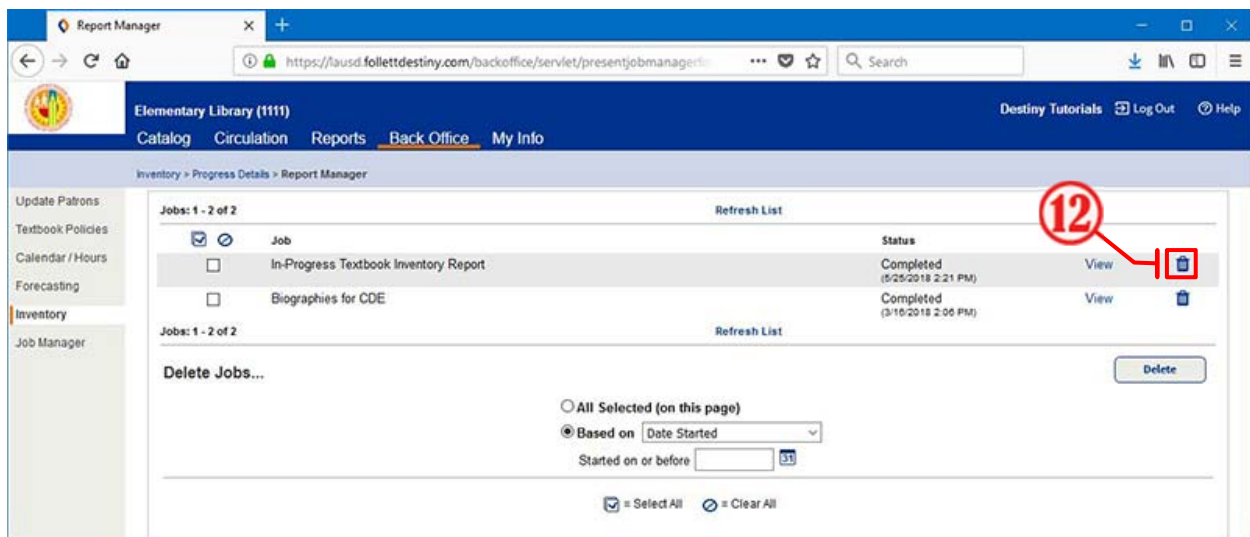 Report Manager
https://lausd.follettdestiny.com/backoffice/servlet/presentjobmanagerfo
Search
Elementary Library (1111)
Destiny Tutorials Log Out Help
Catalog Circulation Reports Back Office My Info
Inventory > Progress Details > Report Manager
Update Patrons
Textbook Policies
Calendar / Hours
Forecasting
Inventory
Job Manager
Jobs: 1 - 2 of 2 Refresh List
12
Job Status
In-Progress Textbook Inventory Report Completed View
(5/25/2018 2:21 PM)
Biographies for CDE Completed View
(3/16/2018 2:06 PM)
Jobs: 1 - 2 of 2 Refresh List
Delete Jobs...
Delete
All Selected (on this page)
Based on Date Started
Started on or before 31
= Select All = Clear All